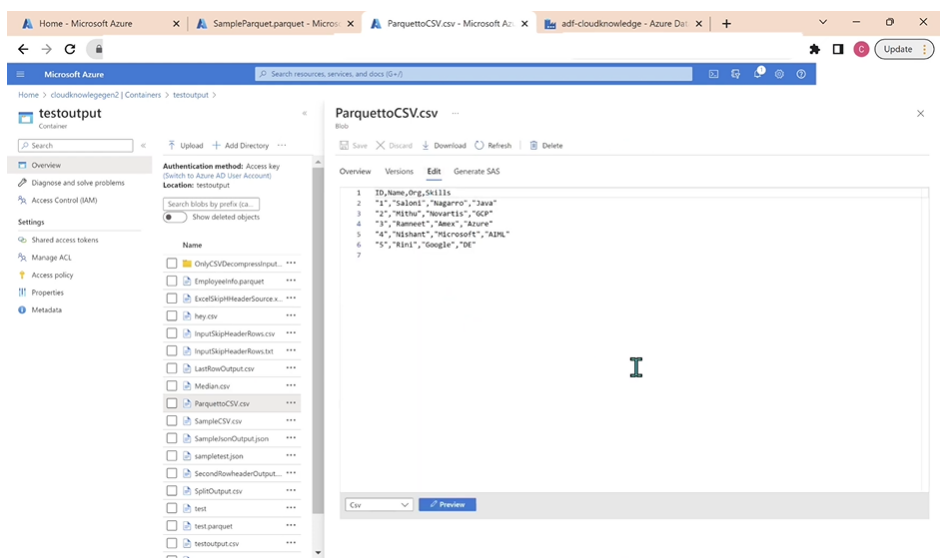 Home - Microsoft Azure
SampleParquet.parquet - Micros
ParquettoCSV.csv - Microsoft Az
adf-cloudknowledge - Azure Dat
C
Update
Microsoft Azure
Search resources, services, and docs (G+/)
1
Home > cloudknowlegegen2 | Containers > testoutput >
testoutput
Container
Search
Overview
Diagnose and solve problems
Access Control (IAM)
Settings
Shared access tokens
Manage ACL
Access policy
Properties
Metadata
Upload
Add Directory
Authentication method: Access key
(Switch to Azure AD User Account)
Location: testoutput
Search blobs by prefix (ca...
Show deleted objects
Name
OnlyCSVDecompressInput...
EmployeeInfo.parquet
ExcelSkipHHeaderSource.x...
hey.csv
InputSkipHeaderRows.csv
InputSkipHeaderRows.txt
LastRowOutput.csv
Median.csv
ParquettoCSV.csv
SampleCSV.csv
SampleJsonOutput.json
sampletest.json
SecondRowheaderOutput...
SplitOutput.csv
test
test.parquet
testoutput.csv
ParquettoCSV.csv
Blob
Save
Discard
Download
Refresh
Delete
Overview
Versions
Edit
Generate SAS
1 ID,Name,Org,Skills
2 "1","Saloni","Nagarro","Java"
3 "2","Mithu","Novartis","GCP"
4 "3","Ramneet","Amex","Azure"
5 "4","Nishant","Microsoft","AIML"
6 "5","Rini","Google","DE"
7
Csv
Preview